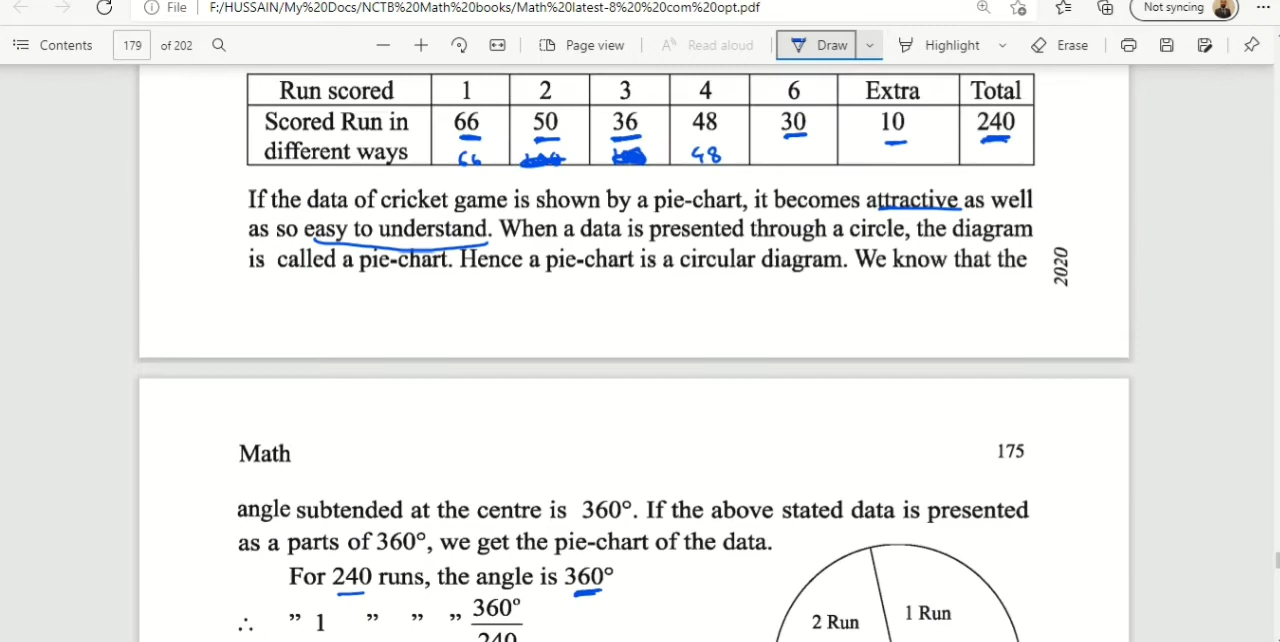 File F:/HUSSAIN/My%20Docs/NCTB%20Math%20books/Math%20latest-8%20%20com%20opt.pdf Not syncing
Contents 179 of 202 Page view Read aloud Draw Highlight Erase
Run scored 1 2 3 4 6 Extra Total
Scored Run in 66 50 36 48 30 10 240
different ways 66 48
If the data of cricket game is shown by a pie-chart, it becomes attractive as well
as so easy to understand. When a data is presented through a circle, the diagram
is called a pie-chart. Hence a pie-chart is a circular diagram. We know that the
2020
Math 175
angle subtended at the centre is 360°. If the above stated data is presented
as a parts of 360°, we get the pie-chart of the data.
For 240 runs, the angle is 360°
∴ ” 1 ” ” ” 360°
240
2 Run 1 Run